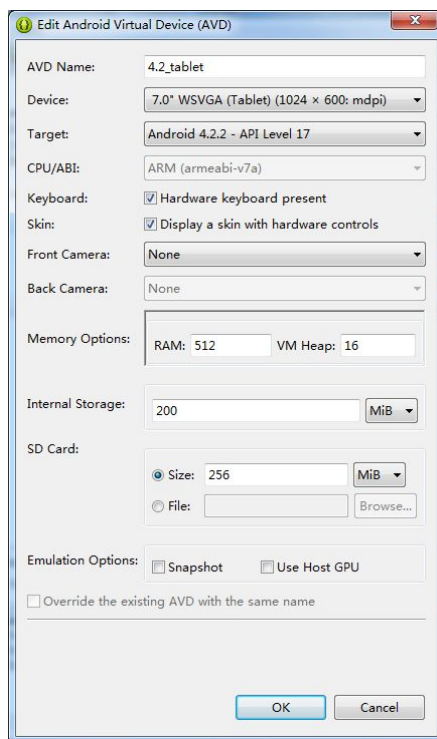 Edit Android Virtual Device (AVD)
AVD Name: 4.2_tablet
Device: 7.0" WSVGA (Tablet) (1024 × 600: mdpi)
Target: Android 4.2.2 - API Level 17
CPU/ABI: ARM (armeabi-v7a)
Keyboard: Hardware keyboard present
Skin: Display a skin with hardware controls
Front Camera: None
Back Camera: None
Memory Options: RAM: 512 VM Heap: 16
Internal Storage: 200 MiB
SD Card:
Size: 256 MiB
File: Browse...
Emulation Options: Snapshot Use Host GPU
Override the existing AVD with the same name
OK Cancel